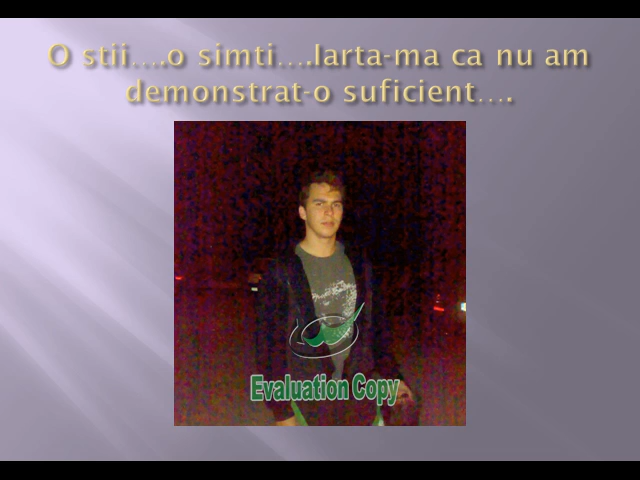 O stii….o simti….Iarta-ma ca nu am
demonstrat-o suficient….
Evaluation Copy